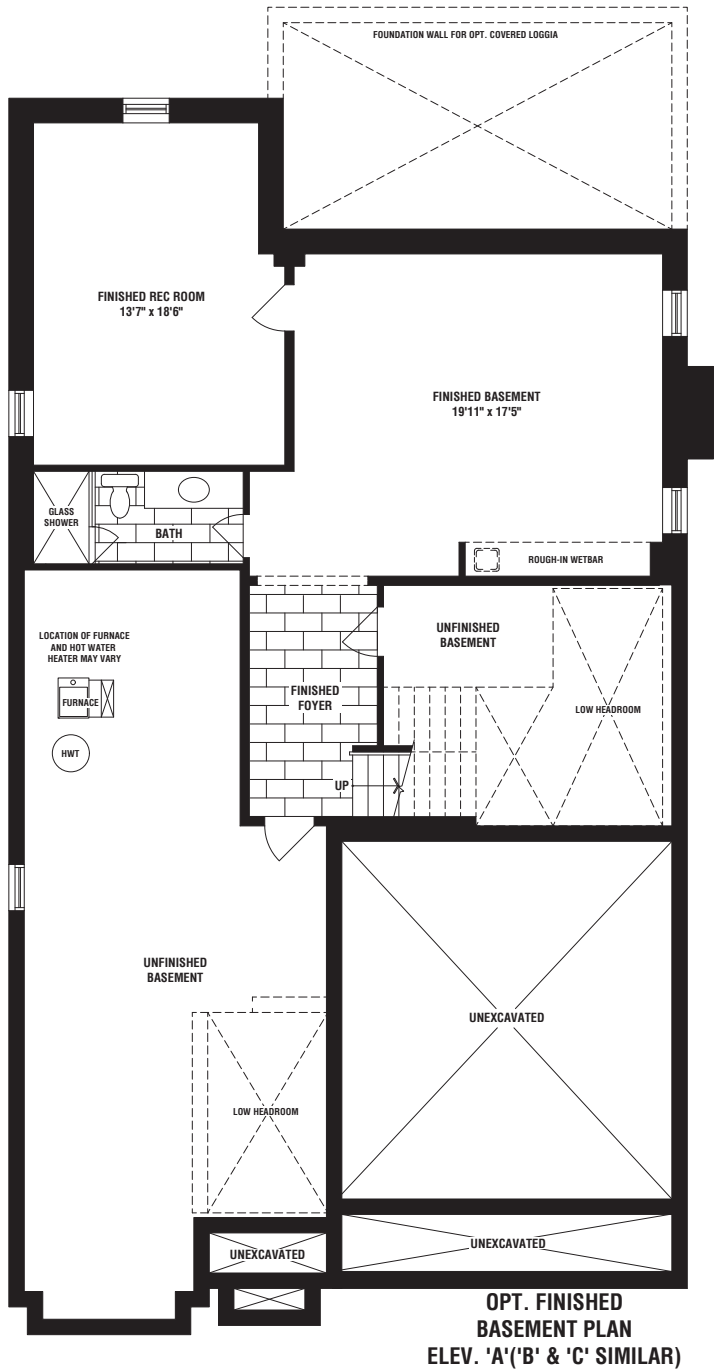 FOUNDATION WALL FOR OPT. COVERED LOGGIA
FINISHED REC ROOM
13'7" x 18'6"
FINISHED BASEMENT
19'11" x 17'5"
GLASS
SHOWER
BATH
ROUGH-IN WETBAR
LOCATION OF FURNACE
AND HOT WATER
HEATER MAY VARY
FURNACE
HWT
FINISHED
FOYER
UNFINISHED
BASEMENT
LOW HEADROOM
UP
UNFINISHED
BASEMENT
UNEXCAVATED
LOW HEADROOM
UNEXCAVATED
UNEXCAVATED
OPT. FINISHED
BASEMENT PLAN
ELEV. 'A'('B' & 'C' SIMILAR)